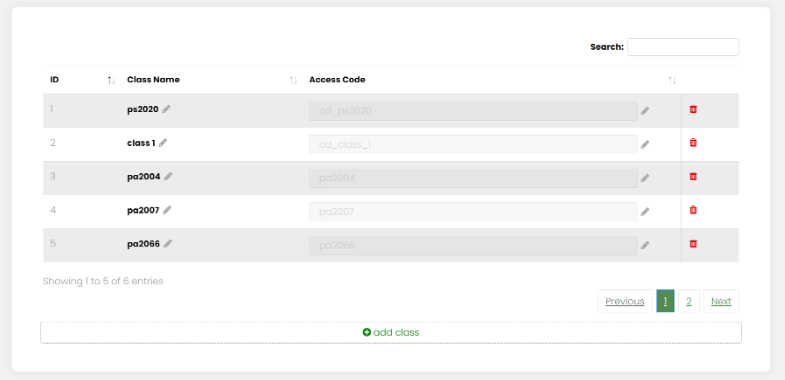 Search:
ID Class Name Access Code
1 ps2020 cd_ps2020
2 class 1 cd_class_1
3 pa2004 pa2004
4 pa2007 pa2007
5 pa2066 pa2066
Showing 1 to 5 of 6 entries
Previous 1 2 Next
add class